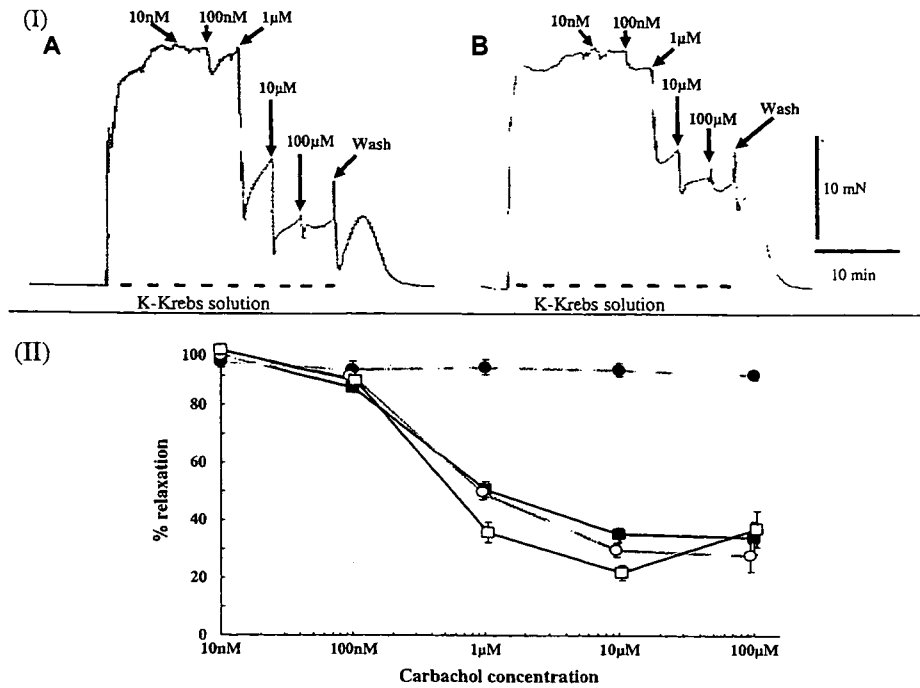 (I)
A
10nM
100nM
1µM
10µM
100µM
Wash
K-Krebs solution
B
10nM
100nM
1µM
10µM
100µM
Wash
K-Krebs solution
10 mN
10 min
(II)
% relaxation
100
80
60
40
20
0
10nM
100nM
1µM
10µM
100µM
Carbachol concentration